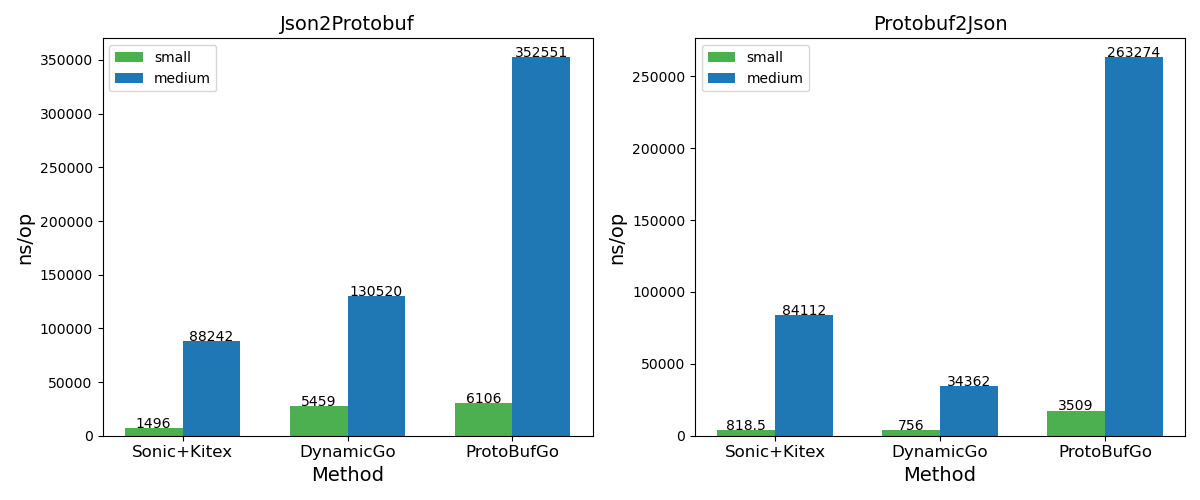 Json2Protobuf
small
medium
350000
300000
250000
200000
150000
100000
50000
0
ns/op
1496
88242
5459
130520
6106
352551
Sonic+Kitex
DynamicGo
ProtoBufGo
Method
Protobuf2Json
small
medium
250000
200000
150000
100000
50000
0
ns/op
818.5
84112
756
34362
3509
263274
Sonic+Kitex
DynamicGo
ProtoBufGo
Method